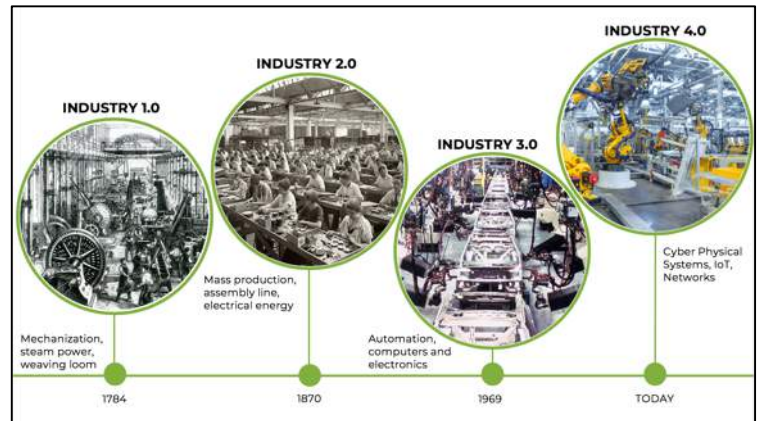 INDUSTRY 1.0
Mechanization,
steam power,
weaving loom
1784
INDUSTRY 2.0
Mass production,
assembly line,
electrical energy
1870
INDUSTRY 3.0
Automation,
computers and
electronics
1969
INDUSTRY 4.0
Cyber Physical
Systems, IoT,
Networks
TODAY